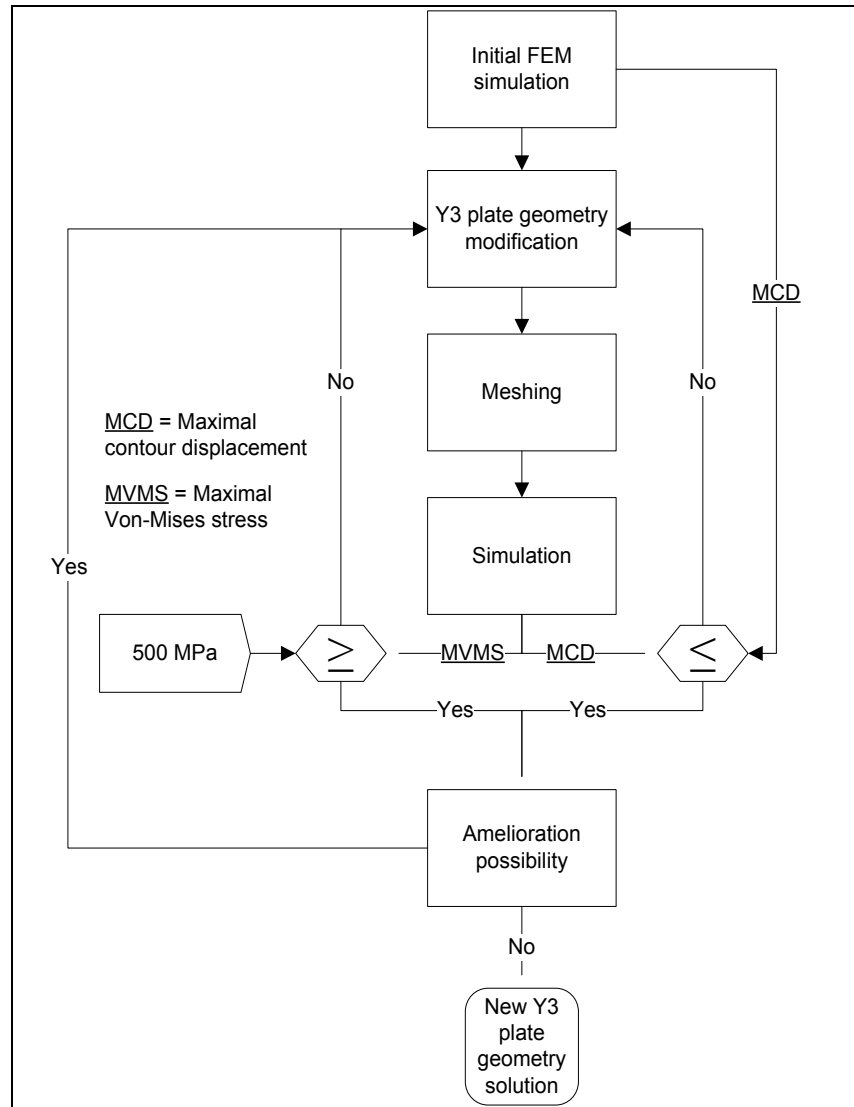 Initial FEM
simulation
Y3 plate geometry
modification
MCD
No
No
Meshing
MCD = Maximal
contour displacement
MVMS = Maximal
Von-Mises stress
Yes
Simulation
500 MPa
≥
MVMS
MCD
≤
Yes
Yes
Amelioration
possibility
No
New Y3
plate
geometry
solution